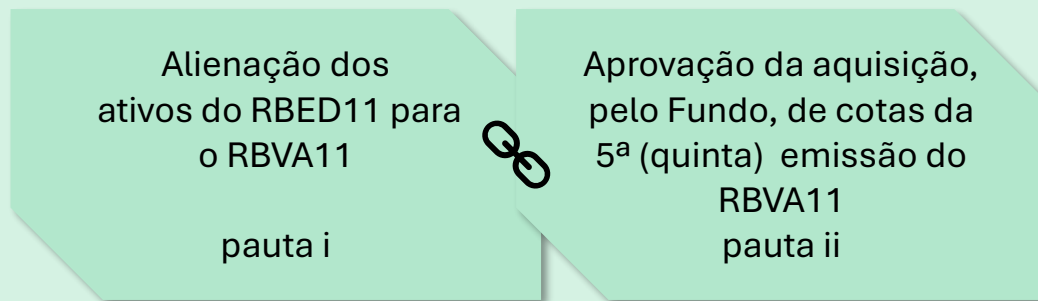 Alienação dos
ativos do RBED11 para
o RBVA11
pauta i
Aprovação da aquisição,
pelo Fundo, de cotas da
5ª (quinta) emissão do
RBVA11
pauta ii